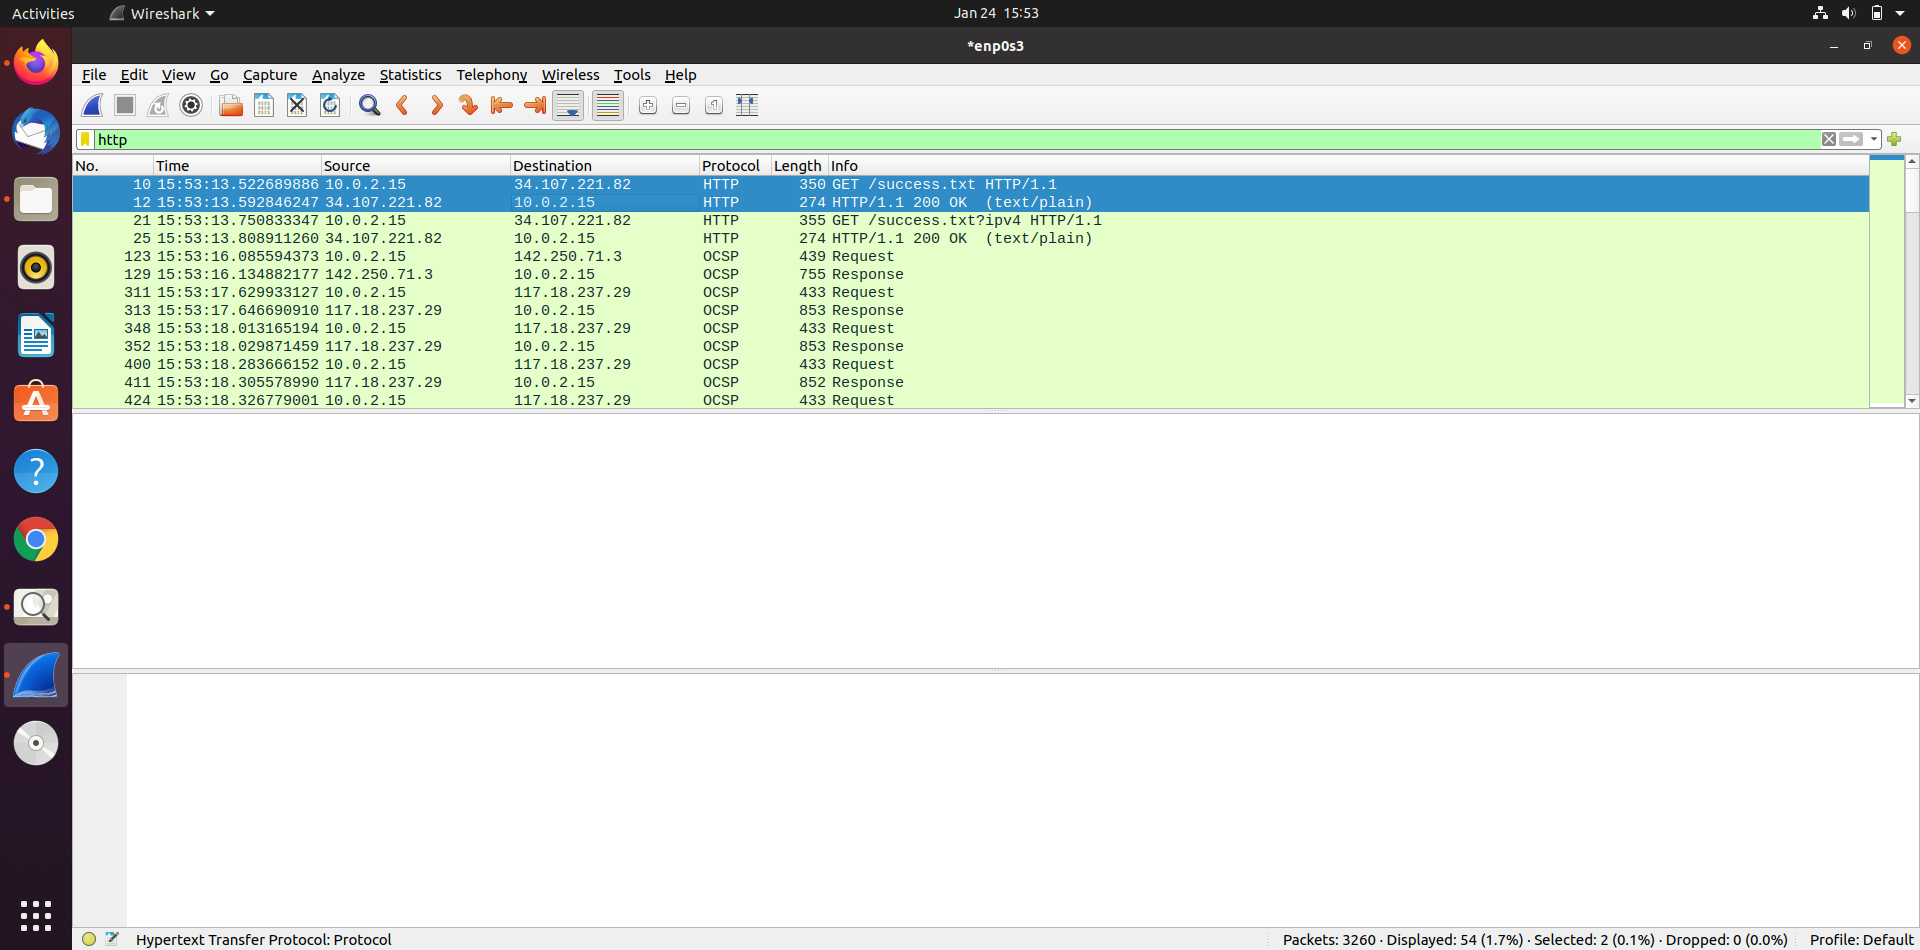 Activities Wireshark Jan 24 15:53
*enp0s3
File Edit View Go Capture Analyze Statistics Telephony Wireless Tools Help
http
No. Time Source Destination Protocol Length Info
10 15:53:13.522689886 10.0.2.15 34.107.221.82 HTTP 350 GET /success.txt HTTP/1.1
12 15:53:13.592846247 34.107.221.82 10.0.2.15 HTTP 274 HTTP/1.1 200 OK (text/plain)
21 15:53:13.750833347 10.0.2.15 34.107.221.82 HTTP 355 GET /success.txt?ipv4 HTTP/1.1
25 15:53:13.808911260 34.107.221.82 10.0.2.15 HTTP 274 HTTP/1.1 200 OK (text/plain)
123 15:53:16.085594373 10.0.2.15 142.250.71.3 OCSP 439 Request
129 15:53:16.134882177 142.250.71.3 10.0.2.15 OCSP 755 Response
311 15:53:17.629933127 10.0.2.15 117.18.237.29 OCSP 433 Request
313 15:53:17.646690910 117.18.237.29 10.0.2.15 OCSP 853 Response
348 15:53:18.013165194 10.0.2.15 117.18.237.29 OCSP 433 Request
352 15:53:18.029871459 117.18.237.29 10.0.2.15 OCSP 853 Response
400 15:53:18.283666152 10.0.2.15 117.18.237.29 OCSP 433 Request
411 15:53:18.305578990 117.18.237.29 10.0.2.15 OCSP 852 Response
424 15:53:18.326779001 10.0.2.15 117.18.237.29 OCSP 433 Request
Hypertext Transfer Protocol: Protocol Packets: 3260 · Displayed: 54 (1.7%) · Selected: 2 (0.1%) · Dropped: 0 (0.0%) Profile: Default